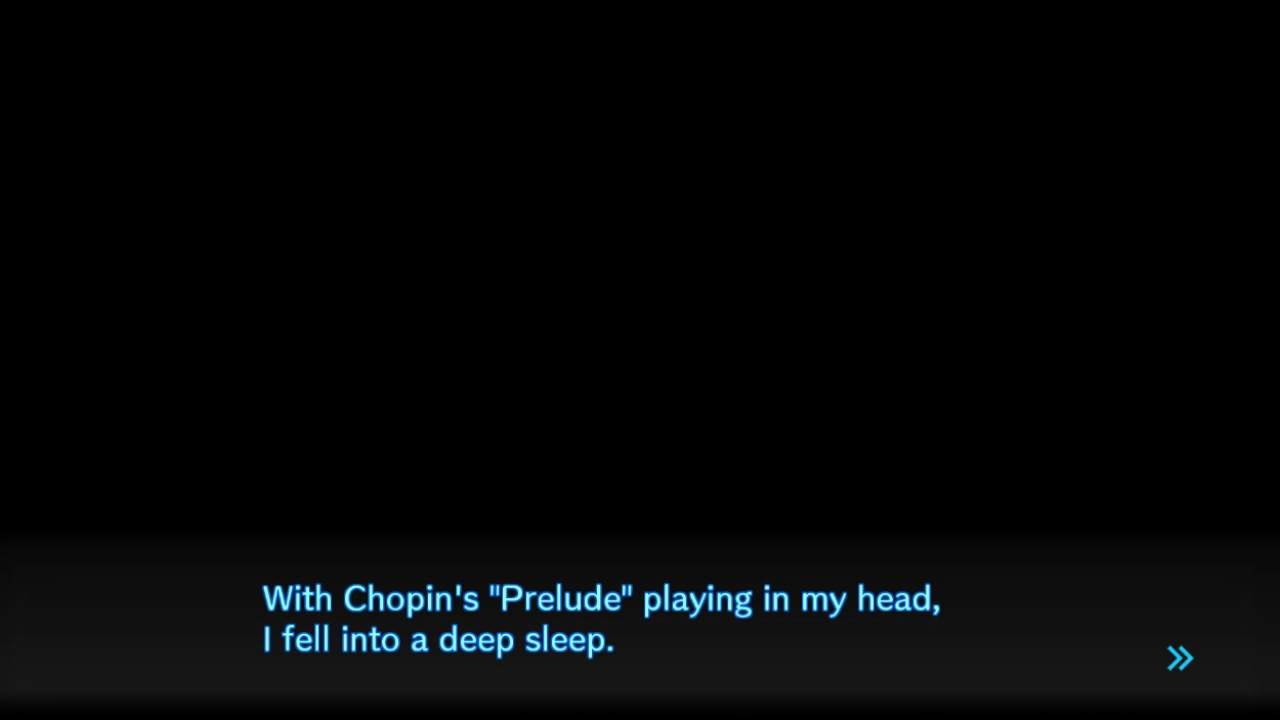 With Chopin's "Prelude" playing in my head,
I fell into a deep sleep.